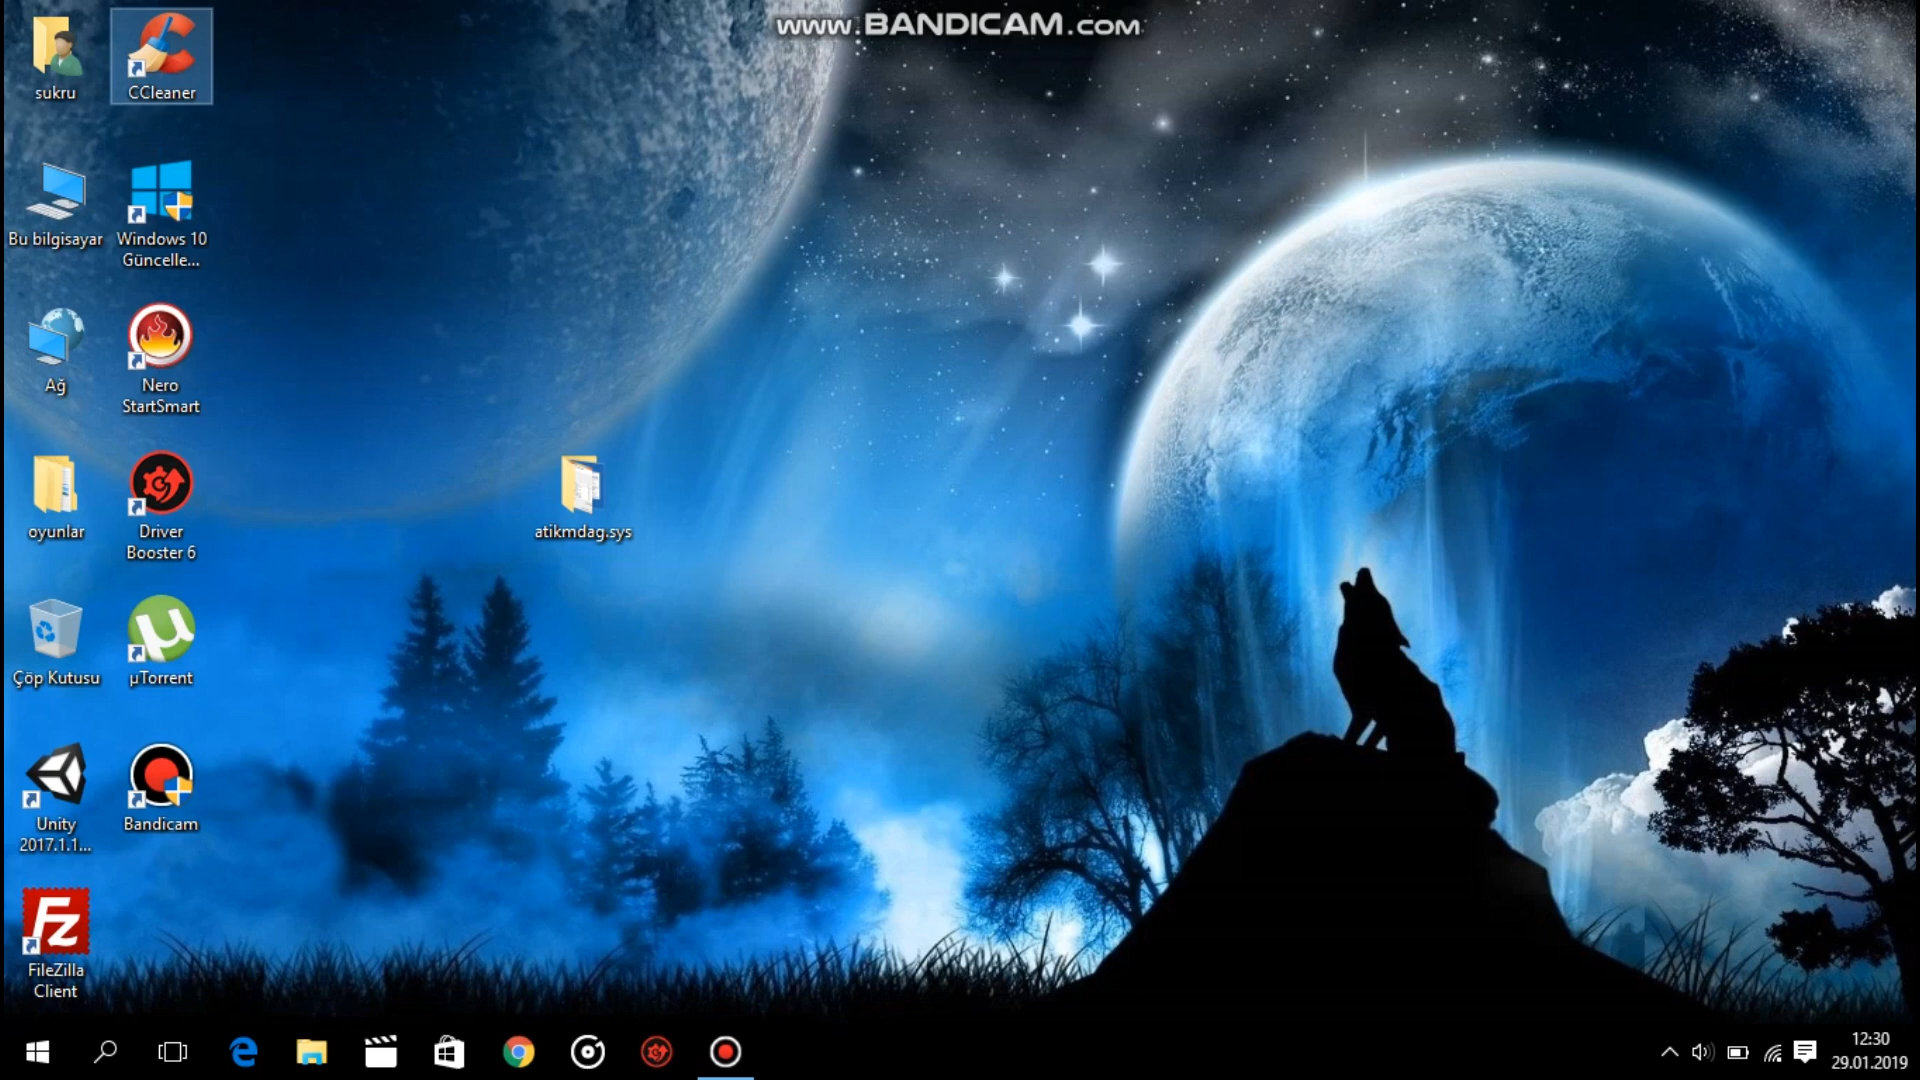 www.BANDICAM.com
sukru
CCleaner
Bu bilgisayar
Windows 10
Güncelle...
Ağ
Nero
StartSmart
oyunlar
Driver
Booster 6
atikmdag.sys
Çöp Kutusu
µTorrent
Unity
2017.1.1...
Bandicam
FileZilla
Client
12:30
29.01.2019